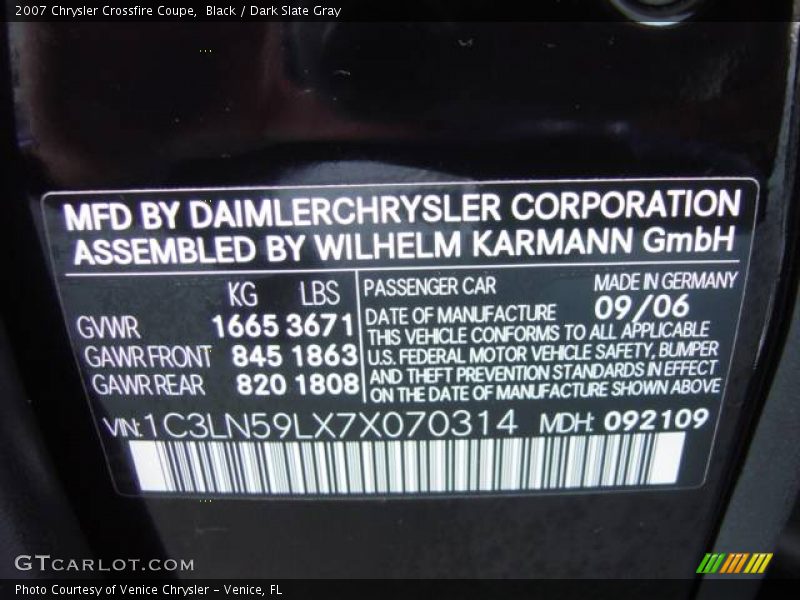 2007 Chrysler Crossfire Coupe,  Black / Dark Slate Gray
MFD BY DAIMLERCHRYSLER CORPORATION
ASSEMBLED BY WILHELM KARMANN GmbH
KG LBS
GVWR 1665 3671
GAWR FRONT 845 1863
GAWR REAR 820 1808
PASSENGER CAR MADE IN GERMANY
DATE OF MANUFACTURE 09/06
THIS VEHICLE CONFORMS TO ALL APPLICABLE
U.S. FEDERAL MOTOR VEHICLE SAFETY, BUMPER
AND THEFT PREVENTION STANDARDS IN EFFECT
ON THE DATE OF MANUFACTURE SHOWN ABOVE
VIN: 1C3LN59LX7X070314 MDH: 092109
GTCARLOT.COM
Photo Courtesy of Venice Chrysler – Venice, FL